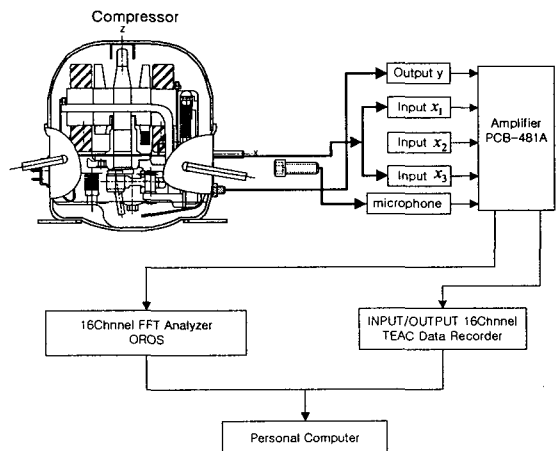 Compressor
z
x
Output y
Input x₁
Input x₂
Input x₃
microphone
Amplifier
PCB-481A
16Chnnel FFT Analyzer
OROS
INPUT/OUTPUT 16Chnnel
TEAC Data Recorder
Personal Computer